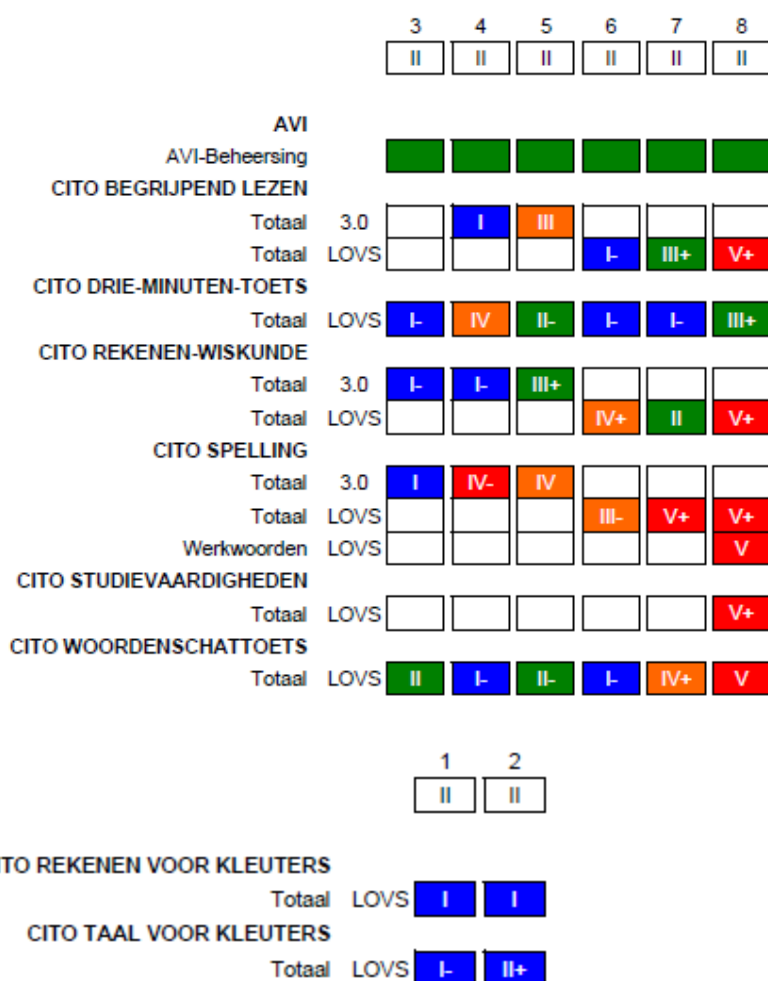 3 4 5 6 7 8
II II II II II II
AVI
AVI-Beheersing
CITO BEGRIJPEND LEZEN
Totaal 3.0 I III
Totaal LOVS I- III+ V+
CITO DRIE-MINUTEN-TOETS
Totaal LOVS I- IV II- I- I- III+
CITO REKENEN-WISKUNDE
Totaal 3.0 I- I- III+
Totaal LOVS IV+ II V+
CITO SPELLING
Totaal 3.0 I IV- IV
Totaal LOVS III- V+ V+
Werkwoorden LOVS V
CITO STUDIEVAARDIGHEDEN
Totaal LOVS V+
CITO WOORDENSCHATTOETS
Totaal LOVS II I- II- I- IV+ V
1 2
II II
ITO REKENEN VOOR KLEUTERS
Totaal LOVS I I
CITO TAAL VOOR KLEUTERS
Totaal LOVS I- II+